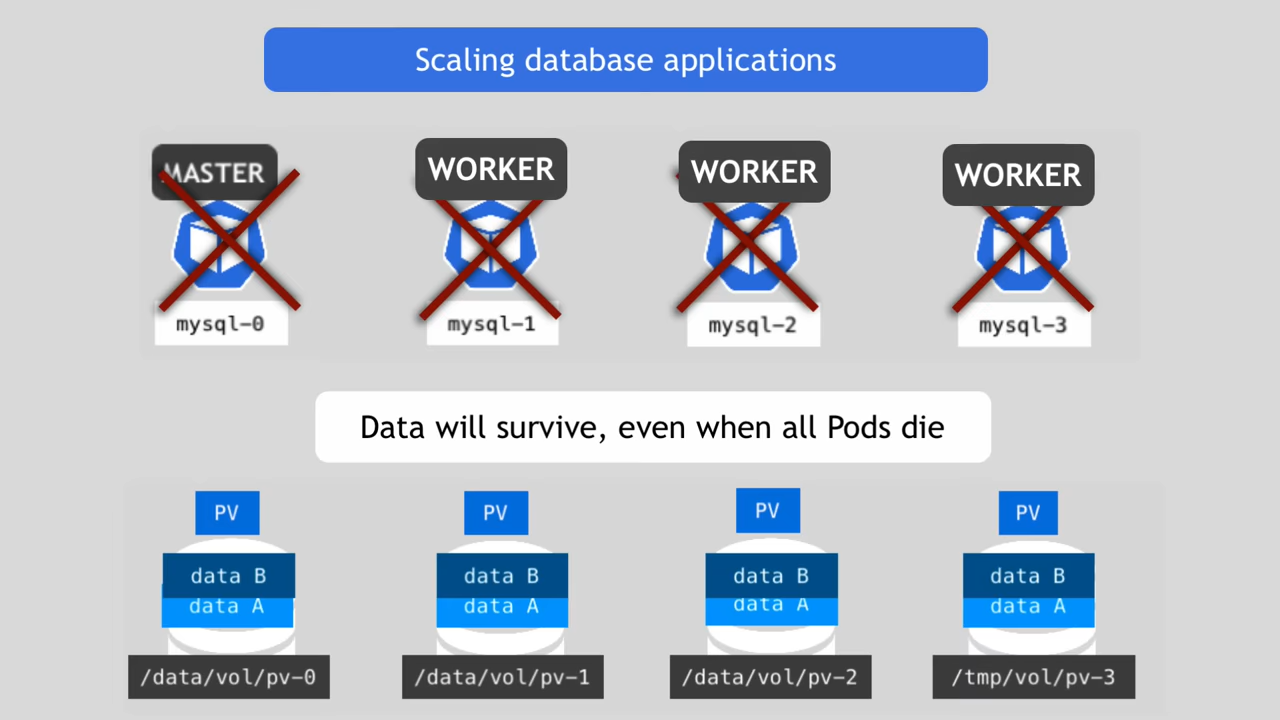 Scaling database applications
MASTER
WORKER
WORKER
WORKER
mysql-0
mysql-1
mysql-2
mysql-3
Data will survive, even when all Pods die
PV
PV
PV
PV
data B
data B
data B
data B
data A
data A
data A
data A
/data/vol/pv-0
/data/vol/pv-1
/data/vol/pv-2
/tmp/vol/pv-3